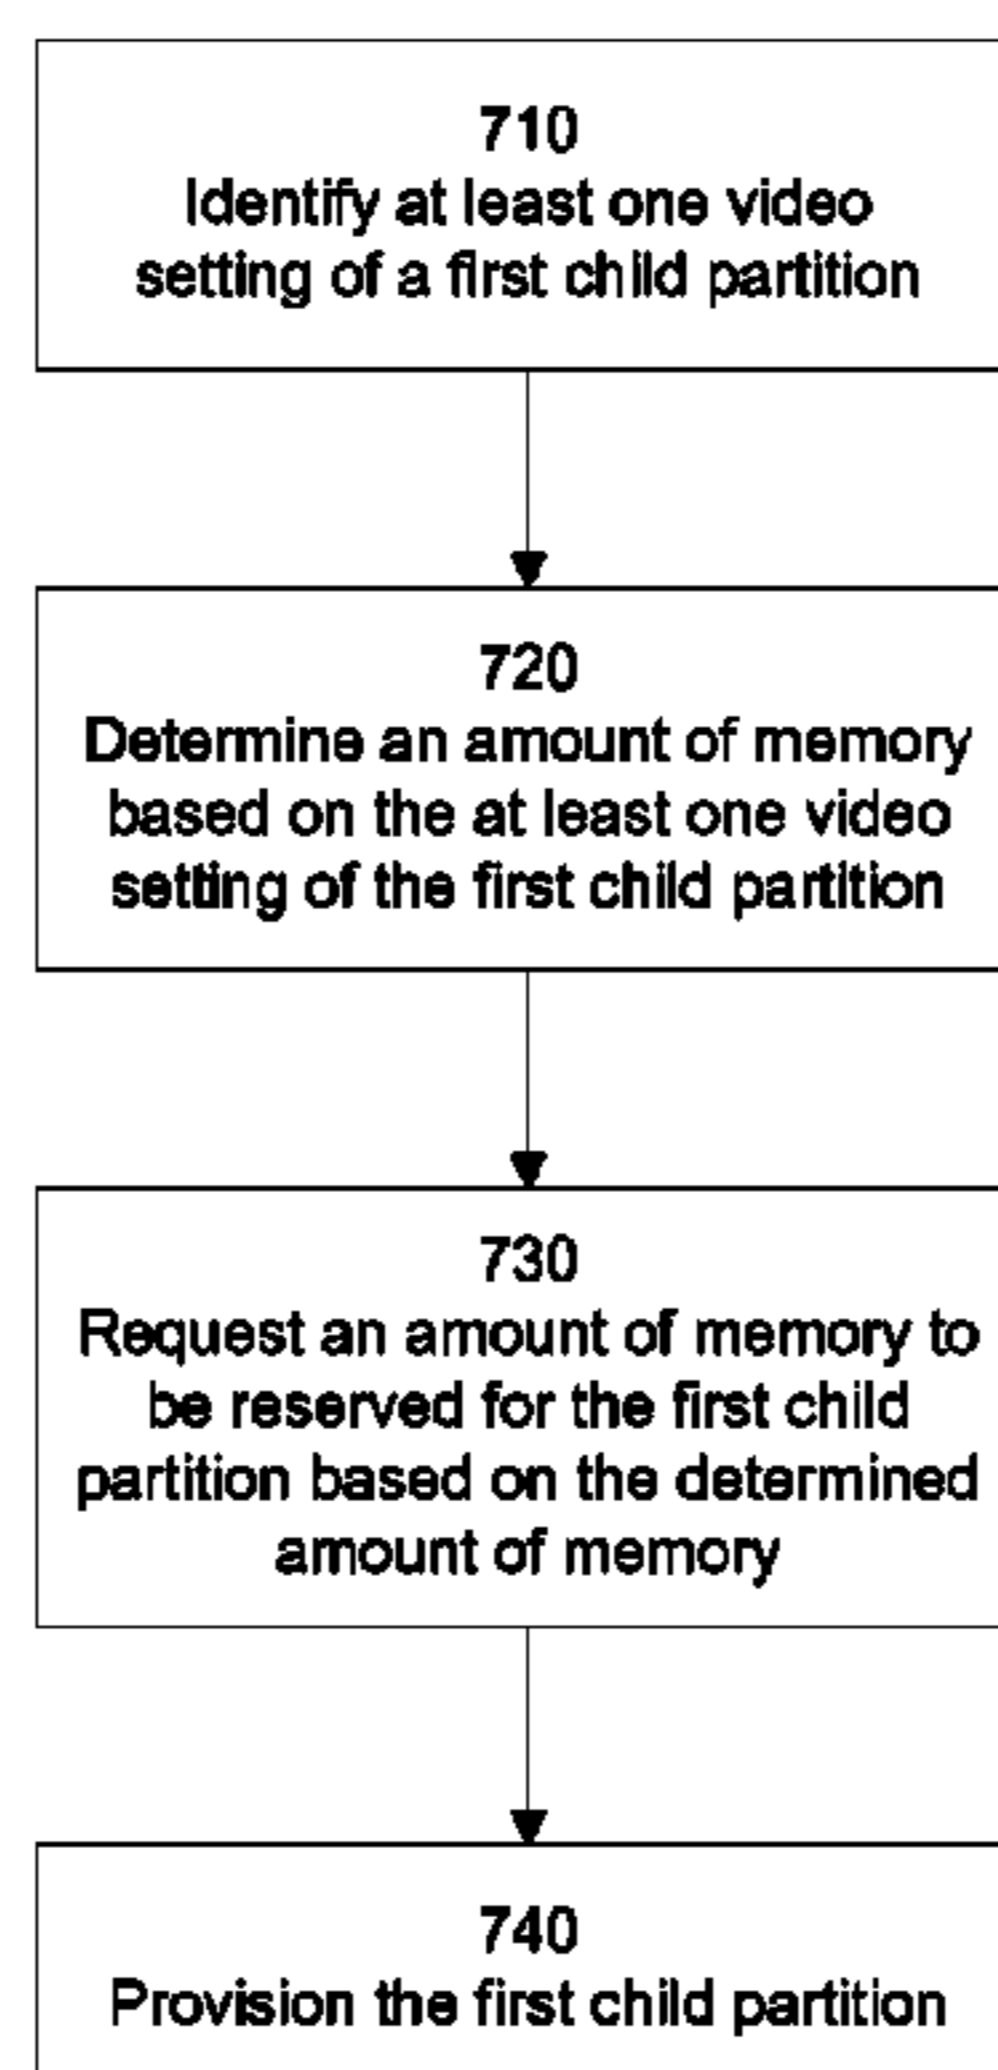 710
Identify at least one video
setting of a first child partition
720
Determine an amount of memory
based on the at least one video
setting of the first child partition
730
Request an amount of memory to
be reserved for the first child
partition based on the determined
amount of memory
740
Provision the first child partition